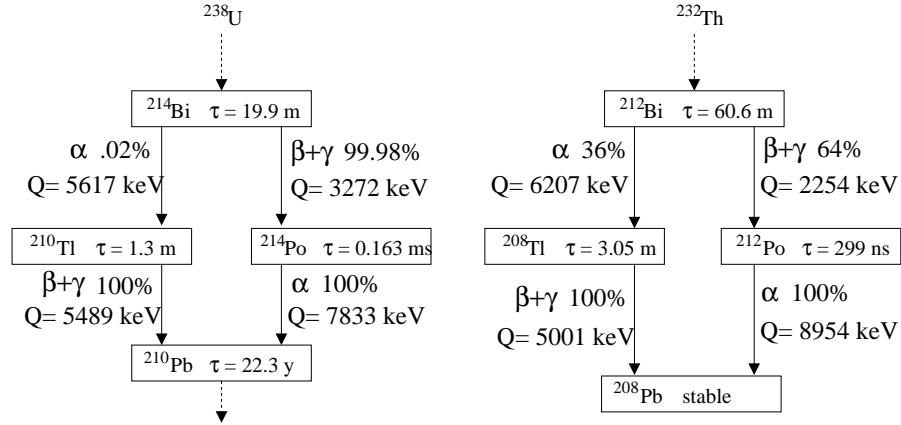 ²³⁸U
²¹⁴Bi τ = 19.9 m
α .02%
Q= 5617 keV
β+γ 99.98%
Q= 3272 keV
²¹⁰Tl τ = 1.3 m
²¹⁴Po τ = 0.163 ms
β+γ 100%
Q= 5489 keV
α 100%
Q= 7833 keV
²¹⁰Pb τ = 22.3 y
²³²Th
²¹²Bi τ = 60.6 m
α 36%
Q= 6207 keV
β+γ 64%
Q= 2254 keV
²⁰⁸Tl τ = 3.05 m
²¹²Po τ = 299 ns
β+γ 100%
Q= 5001 keV
α 100%
Q= 8954 keV
²⁰⁸Pb stable